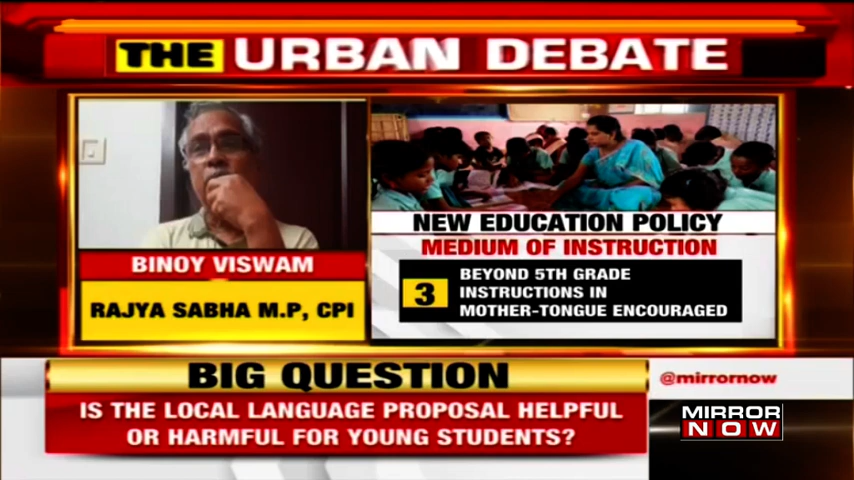 THE URBAN DEBATE
BINOY VISWAM
RAJYA SABHA M.P, CPI
NEW EDUCATION POLICY
MEDIUM OF INSTRUCTION
3
BEYOND 5TH GRADE
INSTRUCTIONS IN
MOTHER-TONGUE ENCOURAGED
BIG QUESTION
IS THE LOCAL LANGUAGE PROPOSAL HELPFUL
OR HARMFUL FOR YOUNG STUDENTS?
@mirrornow
MIRROR
NOW